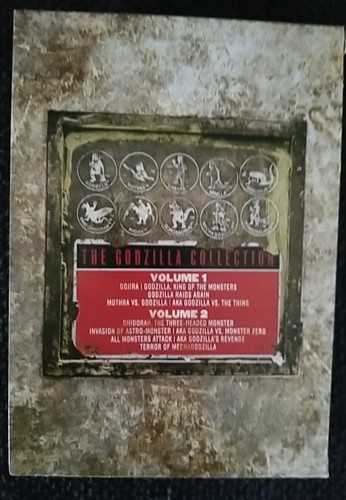 GODZILLA
MOTHRA
THE GODZILLA COLLECTION
VOLUME 1
GOJIRA | GODZILLA, KING OF THE MONSTERS
GODZILLA RAIDS AGAIN
MOTHRA VS. GODZILLA | AKA GODZILLA VS. THE THING
VOLUME 2
GHIDORAH, THE THREE-HEADED MONSTER
INVASION OF ASTRO-MONSTER | AKA GODZILLA VS. MONSTER ZERO
ALL MONSTERS ATTACK | AKA GODZILLA'S REVENGE
TERROR OF MECHAGODZILLA